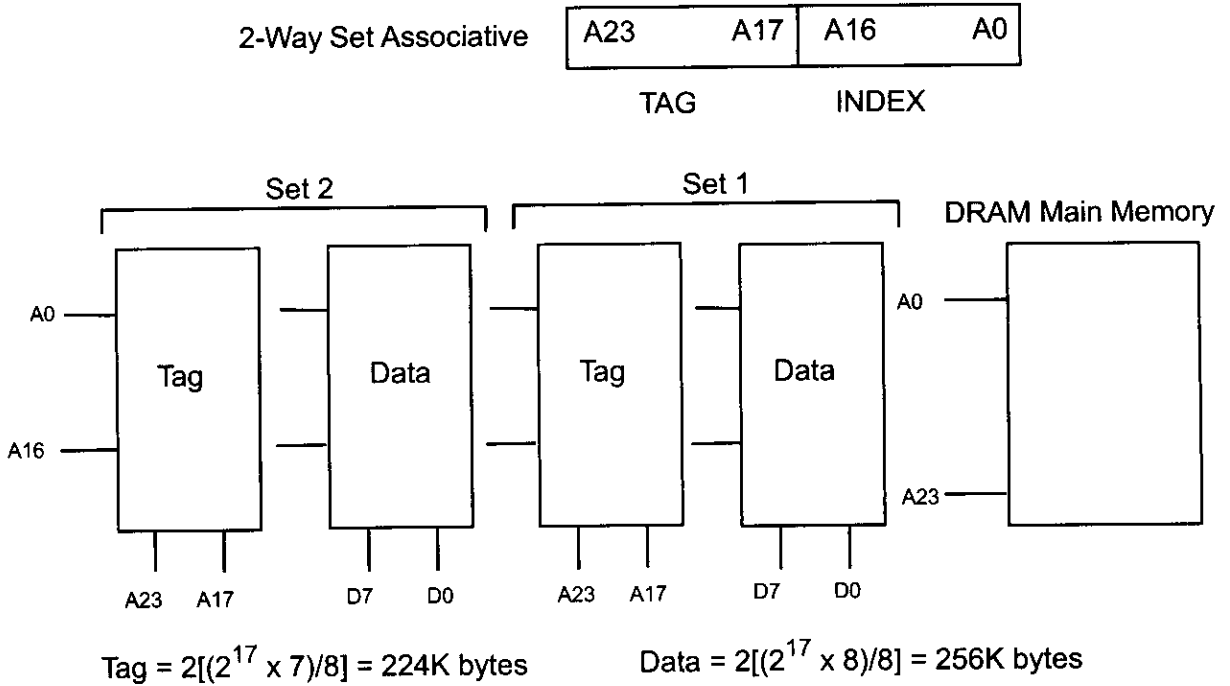 2-Way Set Associative
A23 A17 A16 A0
TAG INDEX
Set 2 Set 1
DRAM Main Memory
A0 A0
Tag Data Tag Data
A16 A23
A23 A17 D7 D0 A23 A17 D7 D0
Tag = 2[(2^17 x 7)/8] = 224K bytes Data = 2[(2^17 x 8)/8] = 256K bytes